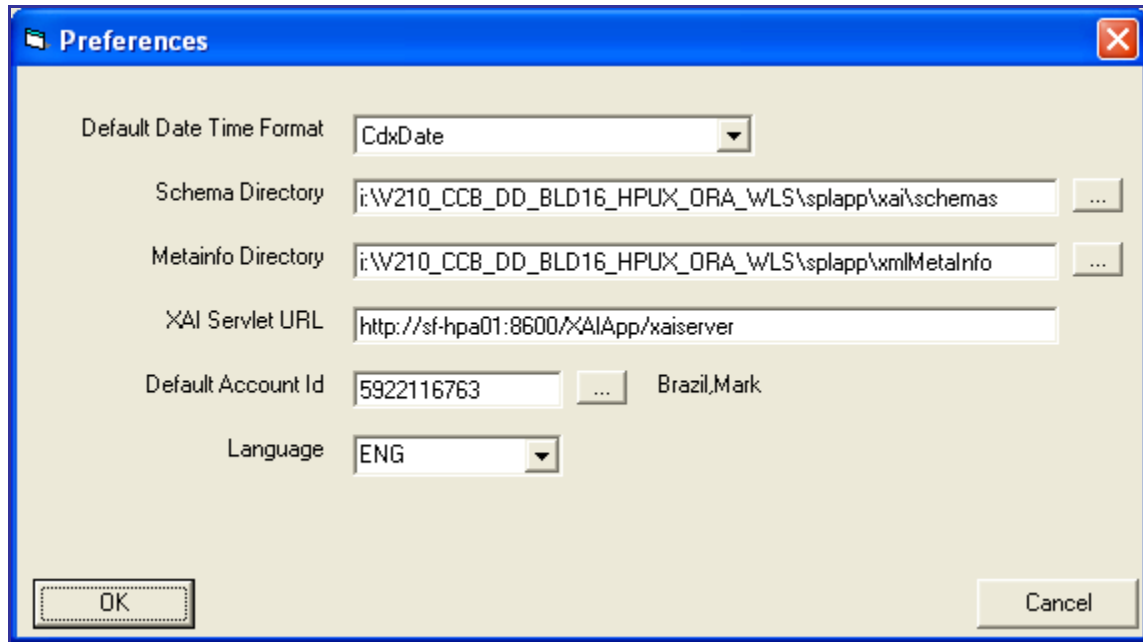 Preferences
Default Date Time Format CdxDate
Schema Directory i:\V210_CCB_DD_BLD16_HPUX_ORA_WLS\splapp\xai\schemas ...
Metainfo Directory i:\V210_CCB_DD_BLD16_HPUX_ORA_WLS\splapp\xmlMetaInfo ...
XAI Servlet URL http://sf-hpa01:8600/XAIApp/xaiserver
Default Account Id 5922116763 ... Brazil,Mark
Language ENG
OK Cancel